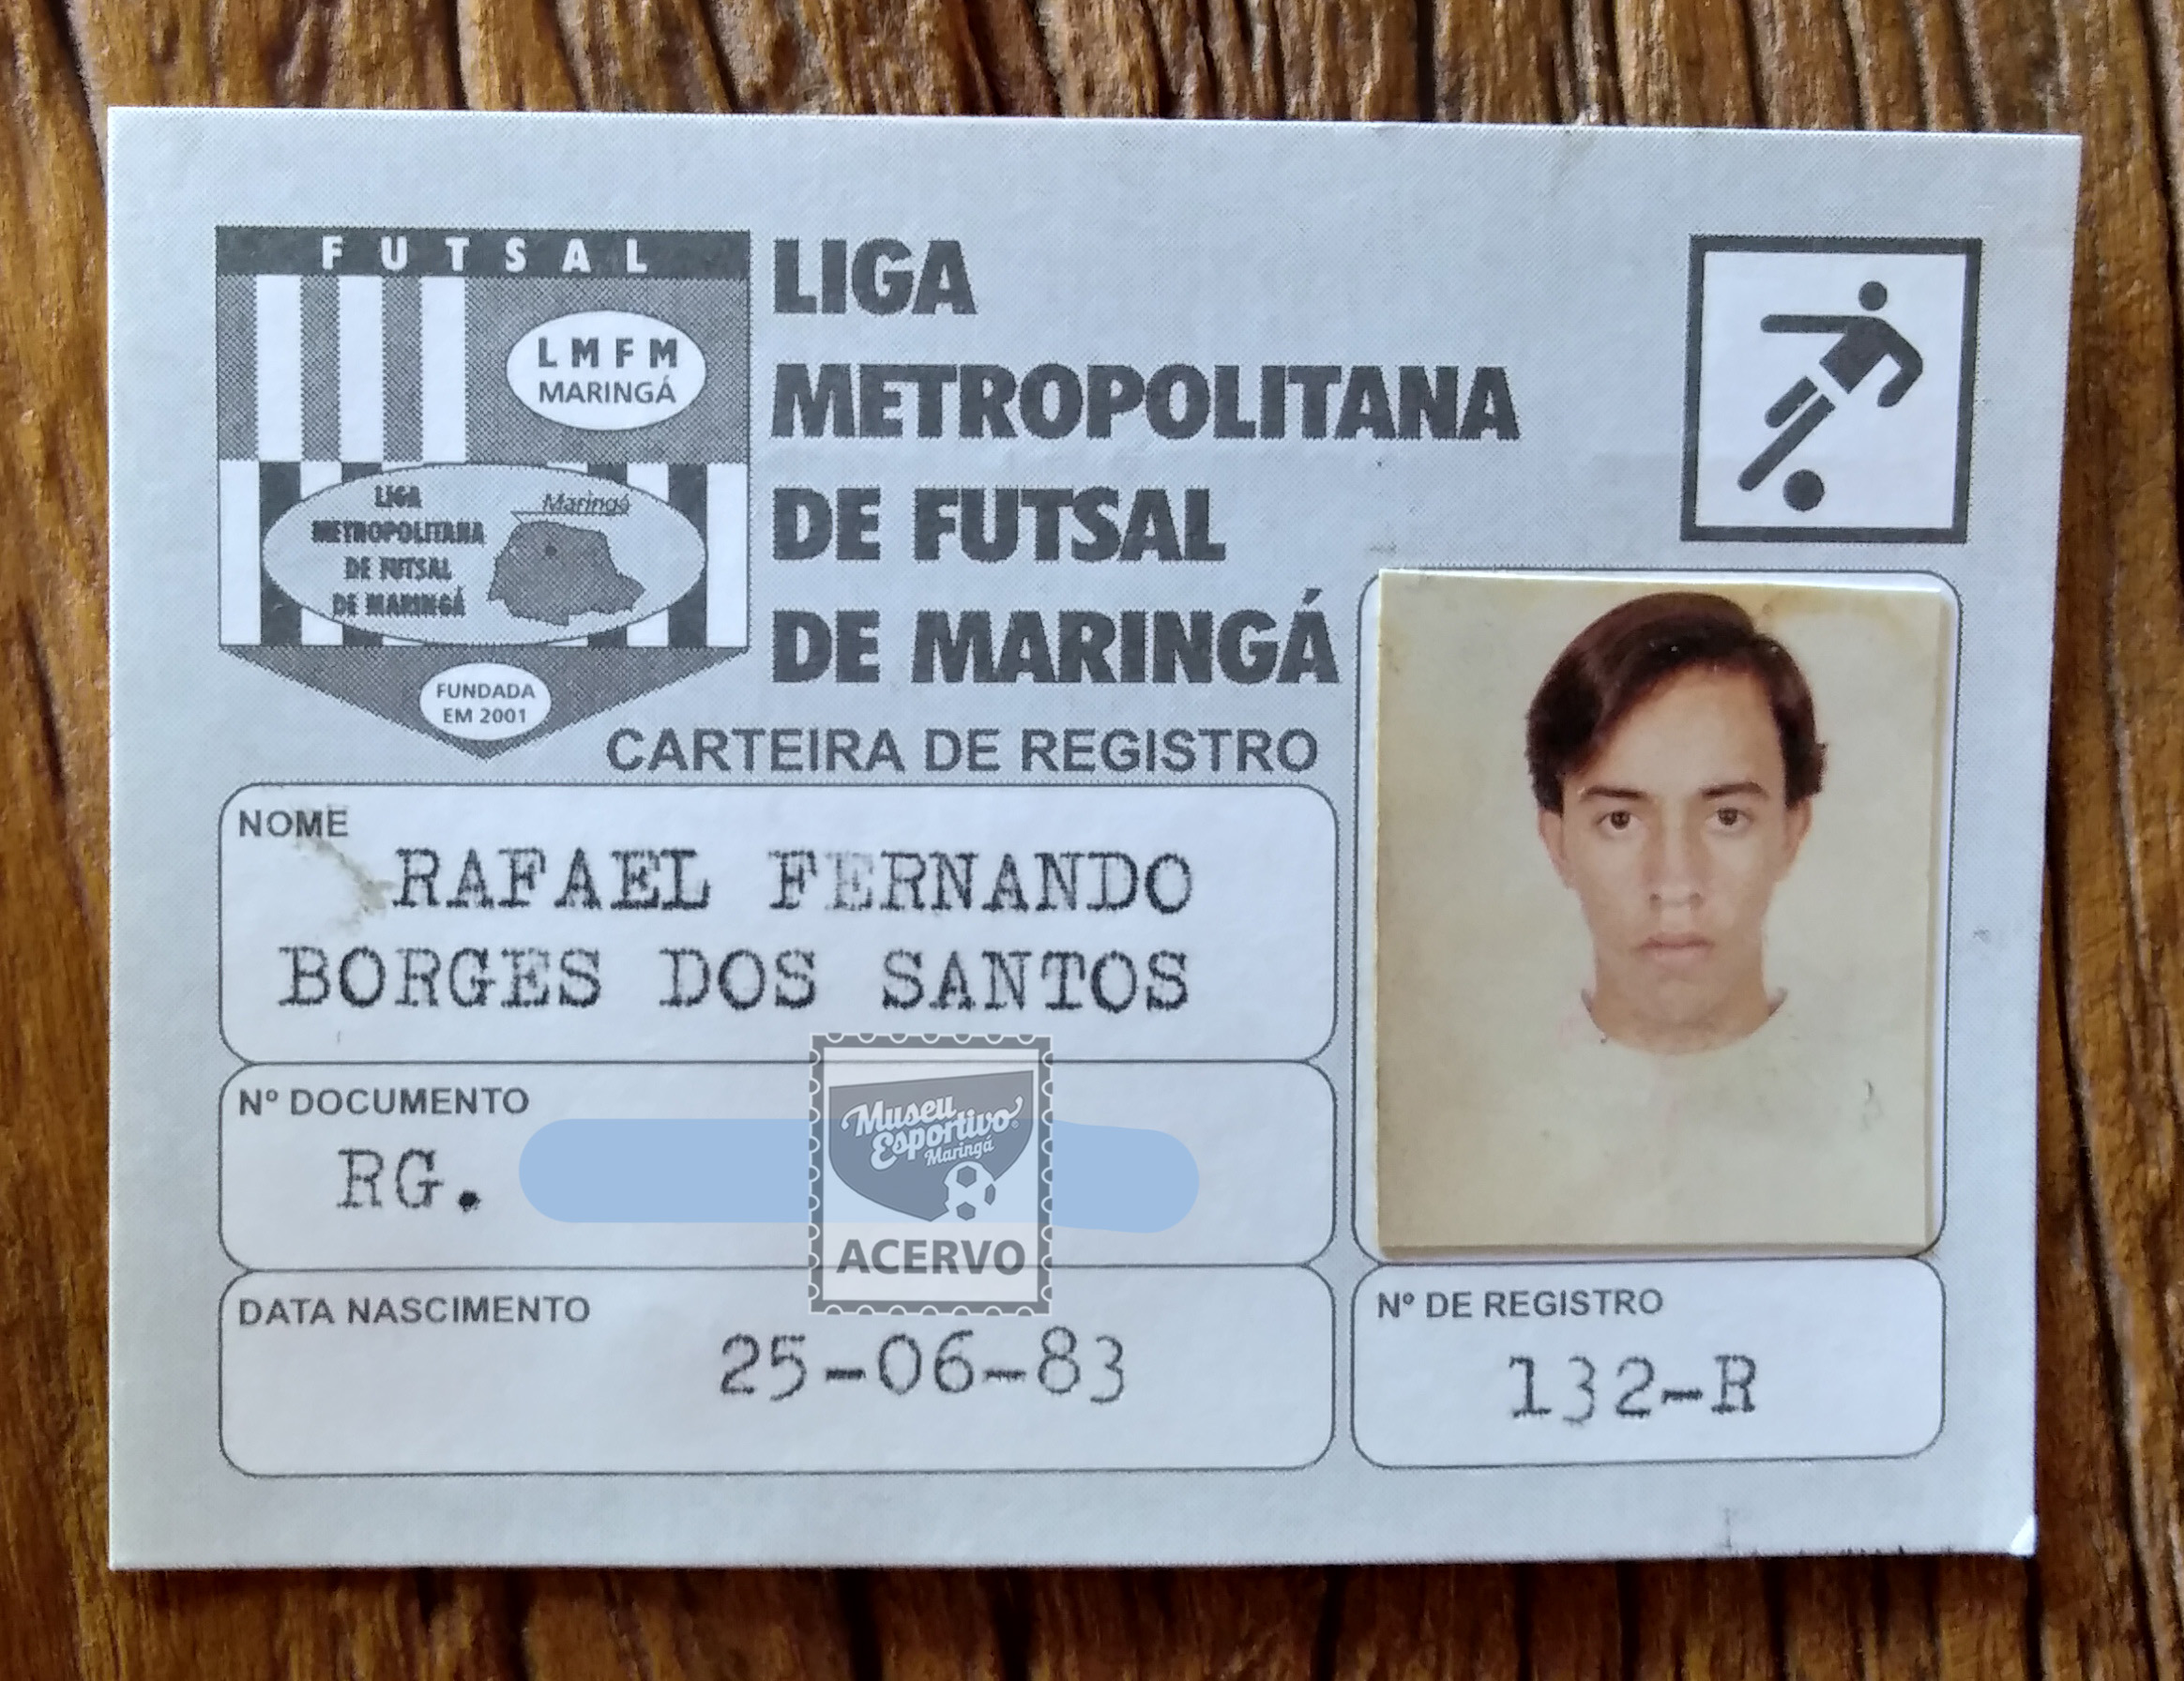 FUTSAL
LMFM
MARINGÁ
LIGA
METROPOLITANA
DE FUTSAL
DE MARINGÁ
Maringá
FUNDADA
EM 2001
LIGA
METROPOLITANA
DE FUTSAL
DE MARINGÁ
CARTEIRA DE REGISTRO
NOME
RAFAEL FERNANDO
BORGES DOS SANTOS
Nº DOCUMENTO
RG.
Museu
Esportivo
Maringá
ACERVO
DATA NASCIMENTO
25-06-83
Nº DE REGISTRO
132-R